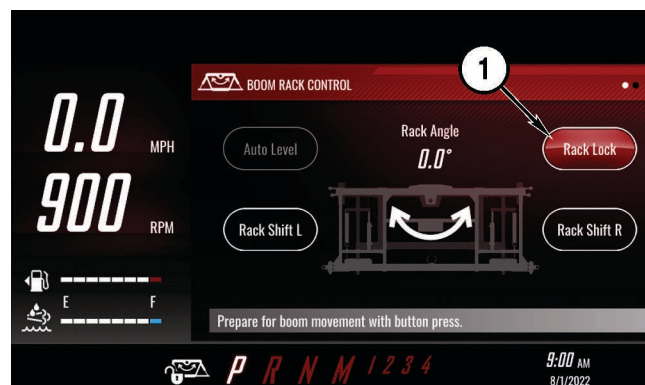 1
BOOM RACK CONTROL
0.0 MPH
Rack Angle
0.0°
Auto Level
Rack Lock
900 RPM
Rack Shift L
Rack Shift R
E F
Prepare for boom movement with button press.
P R N M 1 2 3 4
9:00 AM
8/1/2022